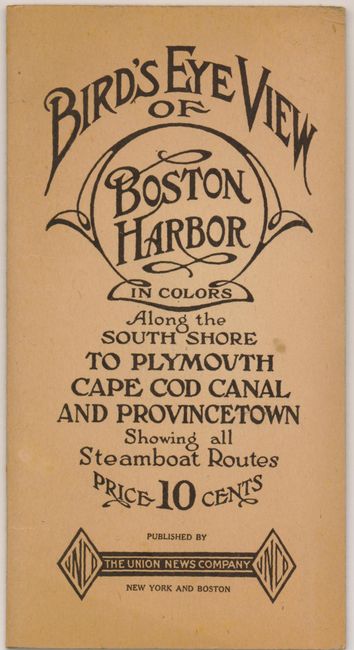 BIRD'S EYE VIEW
OF
BOSTON
HARBOR
IN COLORS
Along the
SOUTH SHORE
TO PLYMOUTH
CAPE COD CANAL
AND PROVINCETOWN
Showing all
Steamboat Routes
PRICE 10 CENTS
PUBLISHED BY
UNCO THE UNION NEWS COMPANY UNCO
NEW YORK AND BOSTON